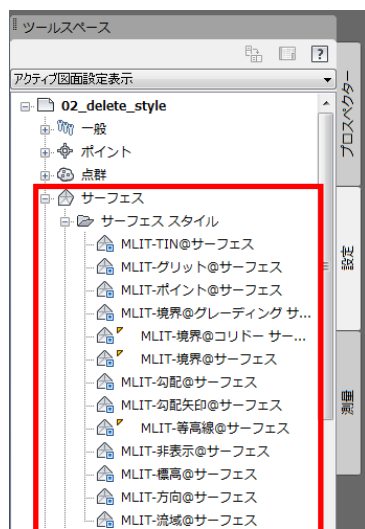 ツールスペース
?
アクティブ図面設定表示
02_delete_style
一般
ポイント
点群
サーフェス
サーフェス スタイル
MLIT-TIN@サーフェス
MLIT-グリット@サーフェス
MLIT-ポイント@サーフェス
MLIT-境界@グレーディング サ...
MLIT-境界@コリドー サー...
MLIT-境界@サーフェス
MLIT-勾配@サーフェス
MLIT-勾配矢印@サーフェス
MLIT-等高線@サーフェス
MLIT-非表示@サーフェス
MLIT-標高@サーフェス
MLIT-方向@サーフェス
MLIT-流域@サーフェス
プロスペクター
設定
測量